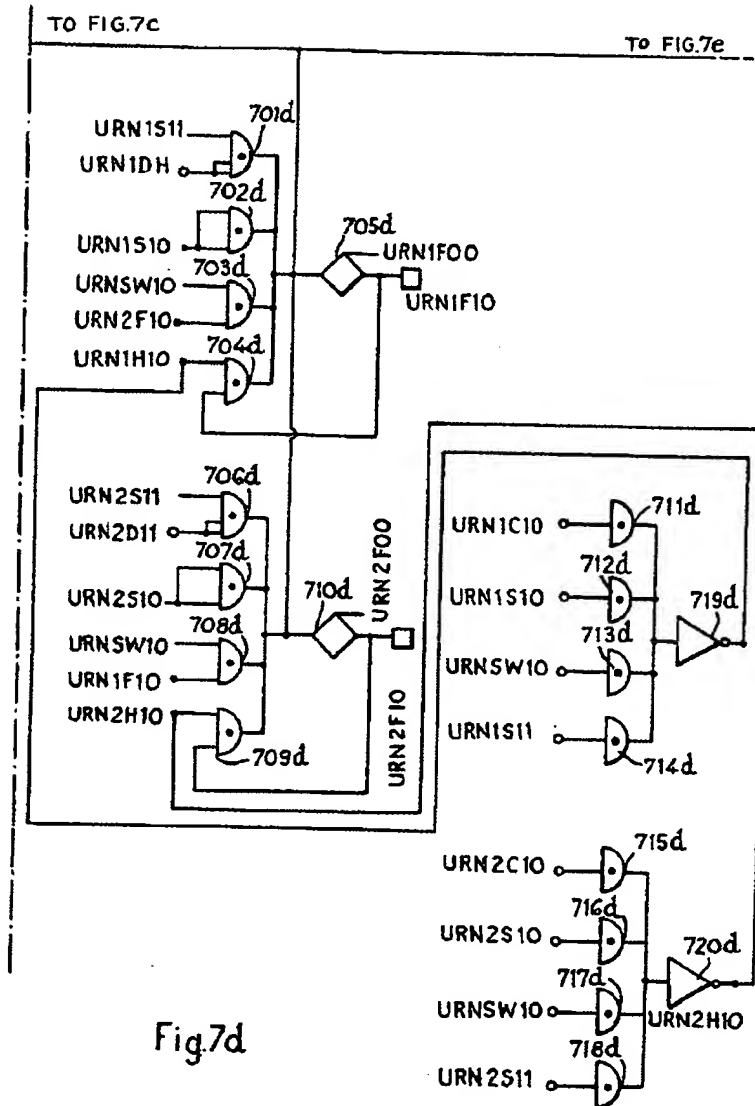 TO FIG.7c
TO FIG.7e
701d
URN1S11
URN1DH
702d
705d
URN1S10
703d
URN1F00
URNSW10
URN1F10
URN2F10
704d
URN1H10
706d
URN2S11
URN2D11
707d
URN2S10
710d
URN2F00
708d
URNSW10
URN1F10
URN2H10
709d
URN2F10
711d
URN1C10
712d
URN1S10
719d
713d
URNSW10
URN1S11
714d
715d
URN2C10
716d
URN2S10
720d
717d
URNSW10
URN2H10
718d
URN2S11
Fig.7d